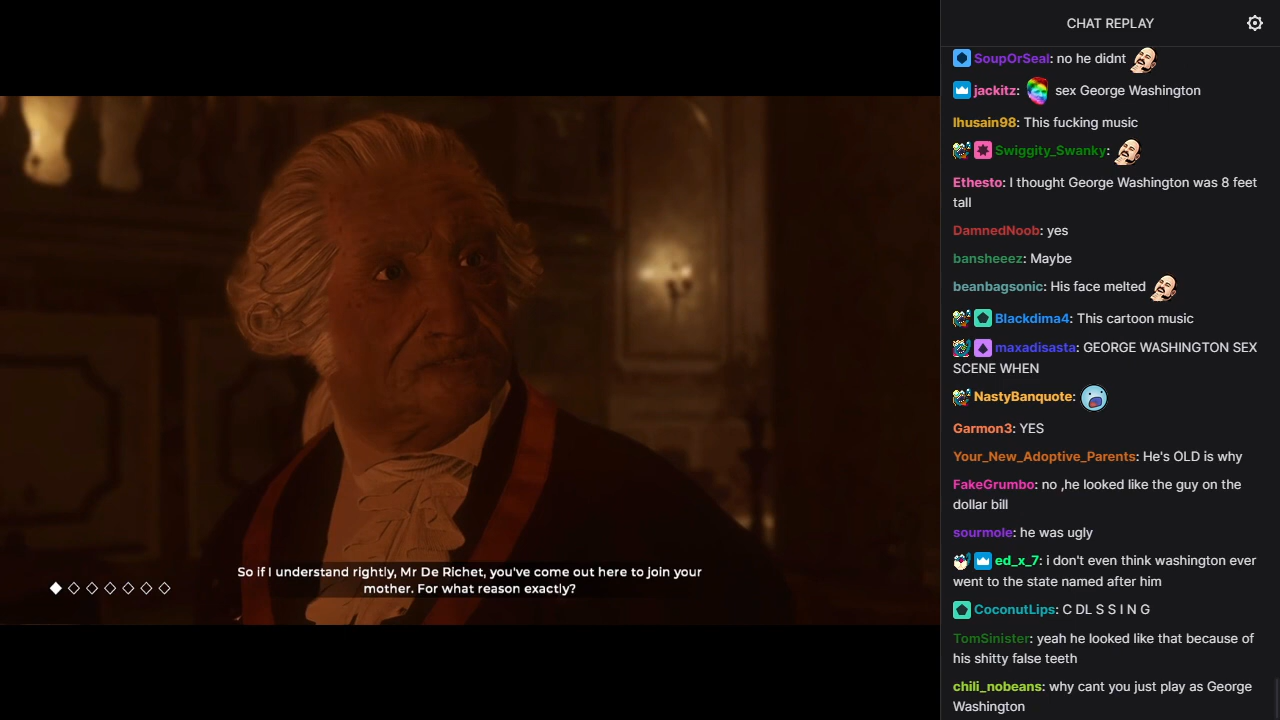 CHAT REPLAY
SoupOrSeal: no he didnt
jackitz: sex George Washington
Ihusain98: This fucking music
Swiggity_Swanky:
Ethesto: I thought George Washington was 8 feet
tall
DamnedNoob: yes
bansheeez: Maybe
beanbagsonic: His face melted
Blackdima4: This cartoon music
maxadisasta: GEORGE WASHINGTON SEX
SCENE WHEN
NastyBanquote:
Garmon3: YES
Your_New_Adoptive_Parents: He's OLD is why
FakeGrumbo: no ,he looked like the guy on the
dollar bill
sourmole: he was ugly
ed_x_7: i don't even think washington ever
went to the state named after him
CoconutLips: C DL S S I N G
TomSinister: yeah he looked like that because of
his shitty false teeth
chili_nobeans: why cant you just play as George
Washington
So if I understand rightly, Mr De Richet, you've come out here to join your
mother. For what reason exactly?